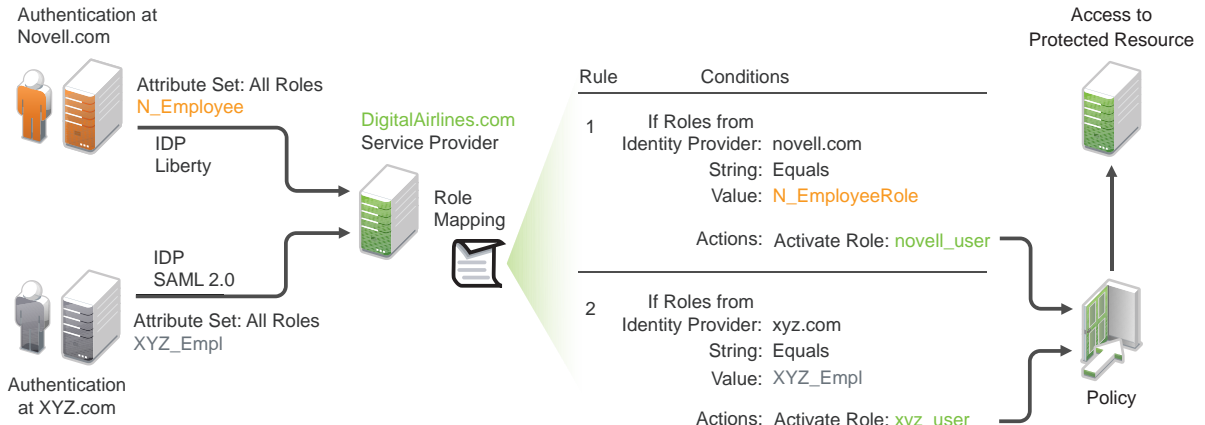 Authentication at
Novell.com
Attribute Set: All Roles
N_Employee
IDP
Liberty
DigitalAirlines.com
Service Provider
Role
Mapping
IDP
SAML 2.0
Attribute Set: All Roles
XYZ_Empl
Authentication
at XYZ.com
Rule Conditions
1 If Roles from
Identity Provider: novell.com
String: Equals
Value: N_EmployeeRole
Actions: Activate Role: novell_user
2 If Roles from
Identity Provider: xyz.com
String: Equals
Value: XYZ_Empl
Actions: Activate Role: xyz_user
Access to
Protected Resource
Policy